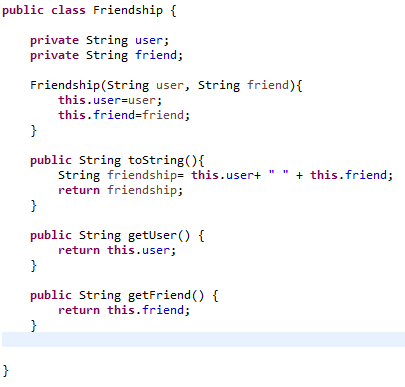 public class Friendship {
private String user;
private String friend;
Friendship(String user, String friend){
this.user=user;
this.friend=friend;
}
public String toString(){
String friendship= this.user+ " " + this.friend;
return friendship;
}
public String getUser() {
return this.user;
}
public String getFriend() {
return this.friend;
}
}